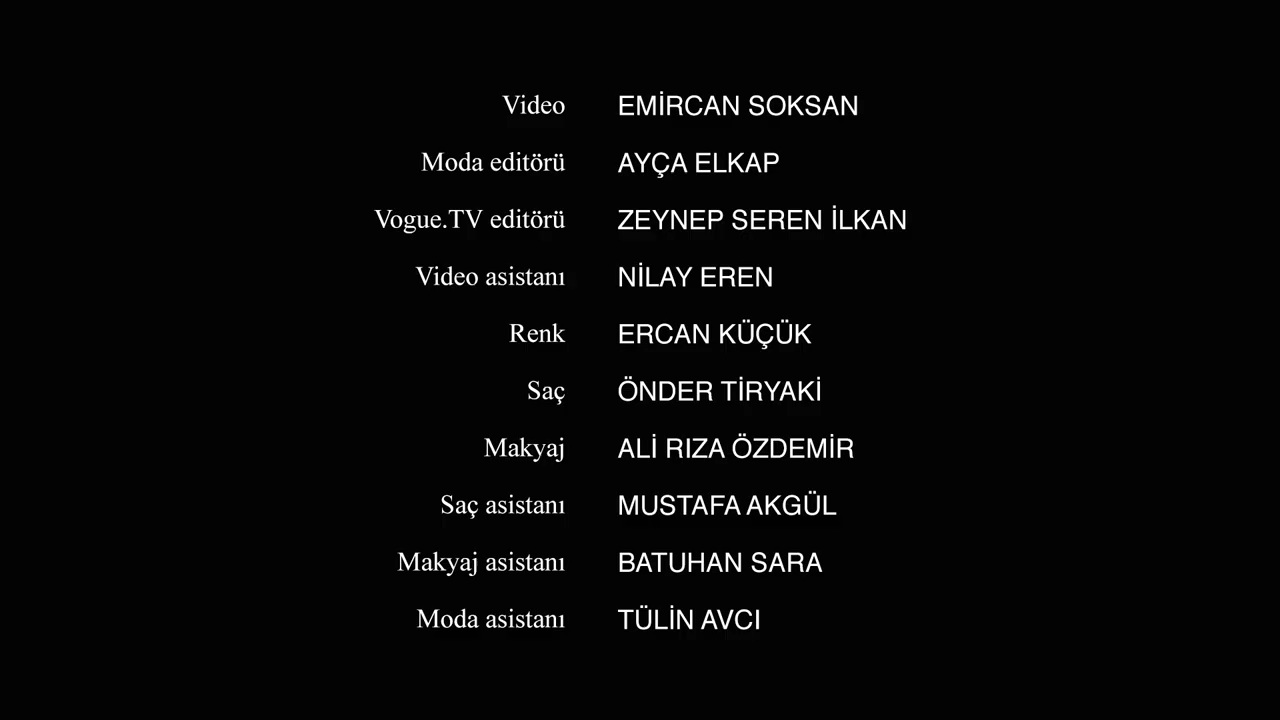 Video EMİRCAN SOKSAN
Moda editörü AYÇA ELKAP
Vogue.TV editörü ZEYNEP SEREN İLKAN
Video asistanı NİLAY EREN
Renk ERCAN KÜÇÜK
Saç ÖNDER TİRYAKİ
Makyaj ALİ RIZA ÖZDEMİR
Saç asistanı MUSTAFA AKGÜL
Makyaj asistanı BATUHAN SARA
Moda asistanı TÜLİN AVCI